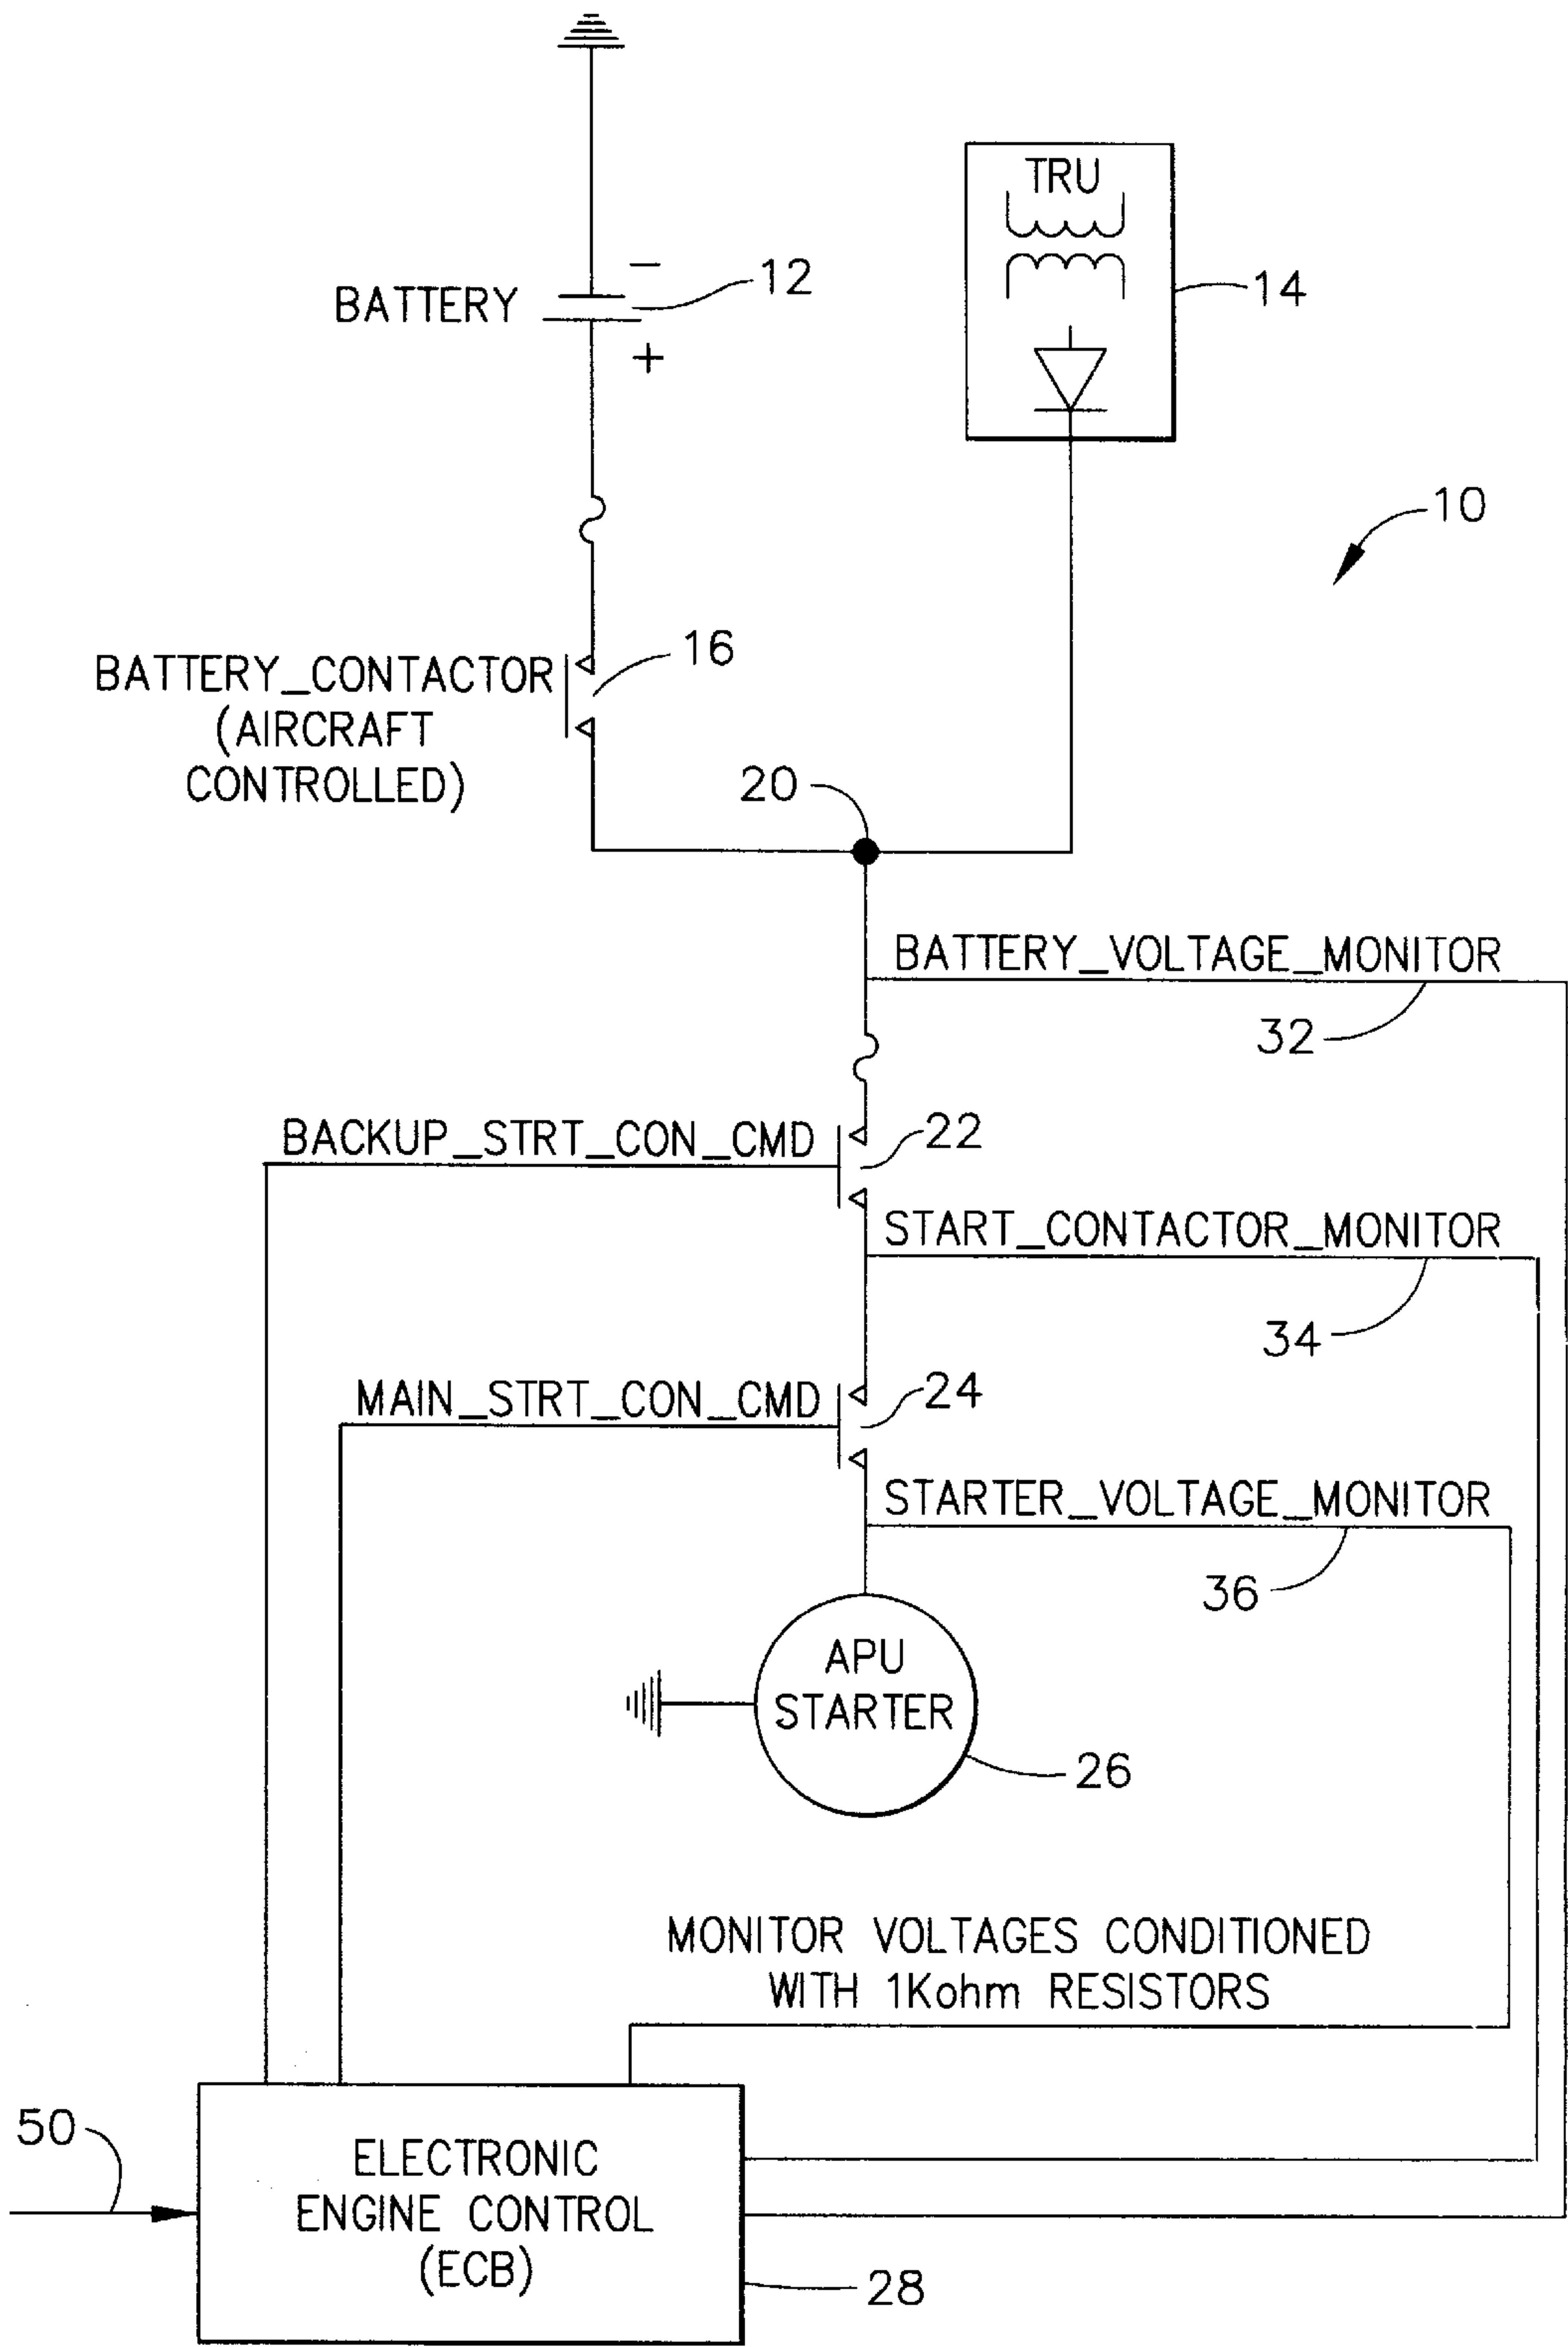 TRU
−
12
BATTERY
14
+
10
BATTERY_CONTACTOR
16
(AIRCRAFT
CONTROLLED)
20
BATTERY_VOLTAGE_MONITOR
32
BACKUP_STRT_CON_CMD
22
START_CONTACTOR_MONITOR
34
MAIN_STRT_CON_CMD
24
STARTER_VOLTAGE_MONITOR
36
APU
STARTER
26
MONITOR VOLTAGES CONDITIONED
WITH 1Kohm RESISTORS
50
ELECTRONIC
ENGINE CONTROL
(ECB)
28